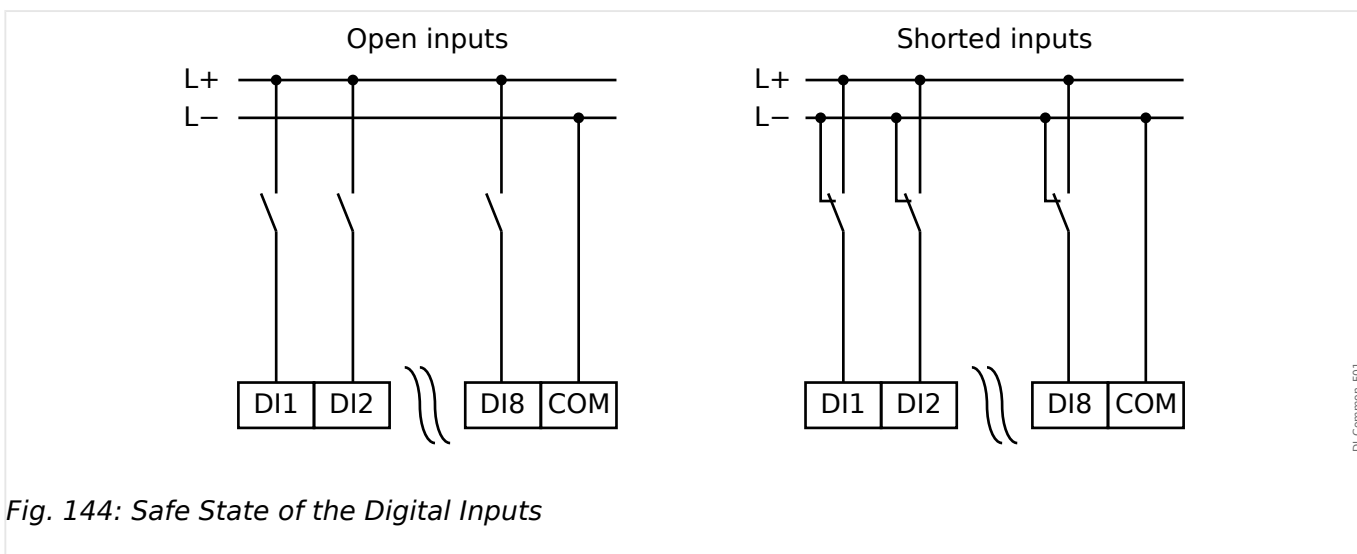 Open inputs
L+
L−
DI1 DI2 DI8 COM
Shorted inputs
L+
L−
DI1 DI2 DI8 COM
DI_Common_E01
Fig. 144: Safe State of the Digital Inputs